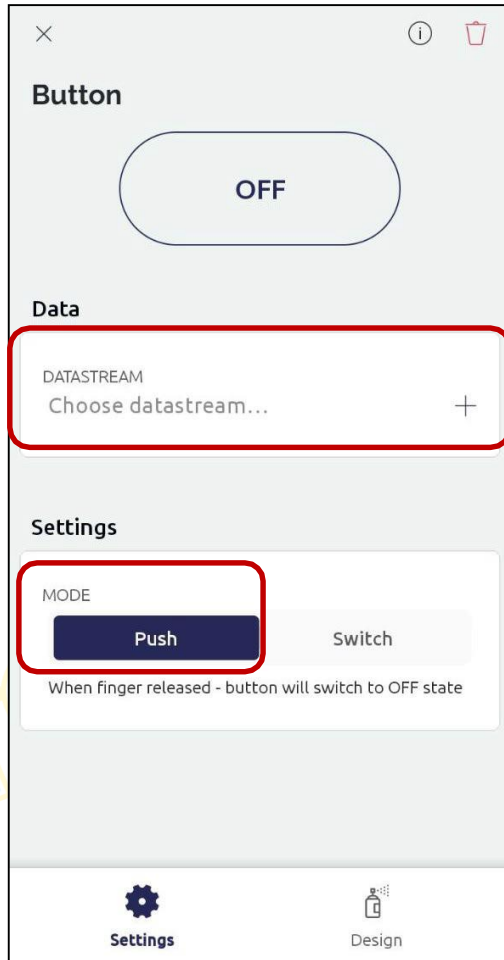 Button
OFF
Data
DATASTREAM
Choose datastream...
Settings
MODE
Push Switch
When finger released - button will switch to OFF state
Settings Design